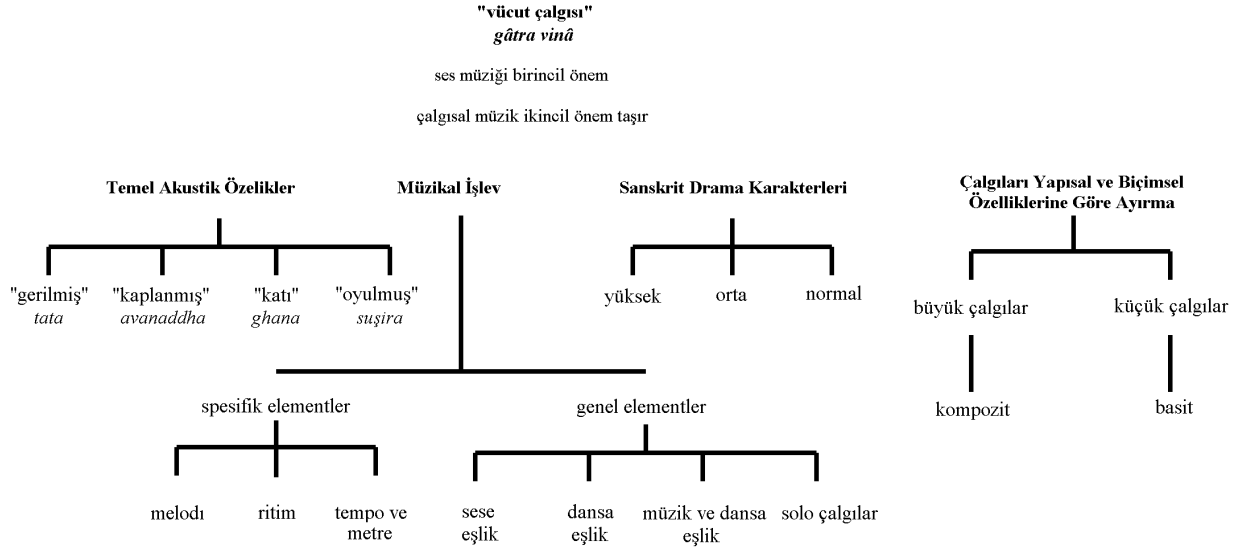 "vücut çalgısı"
gâtra vinâ
ses müziği birincil önem
çalgısal müzik ikincil önem taşır
Temel Akustik Özelikler
"gerilmiş"
tata
"kaplanmış"
avanaddha
"katı"
ghana
"oyulmuş"
suşira
Müzikal İşlev
spesifik elementler
melodı
ritim
tempo ve
metre
genel elementler
sese
eşlik
dansa
eşlik
müzik ve dansa
eşlik
solo çalgılar
Sanskrit Drama Karakterleri
yüksek
orta
normal
Çalgıları Yapısal ve Biçimsel
Özelliklerine Göre Ayırma
büyük çalgılar
kompozit
küçük çalgılar
basit